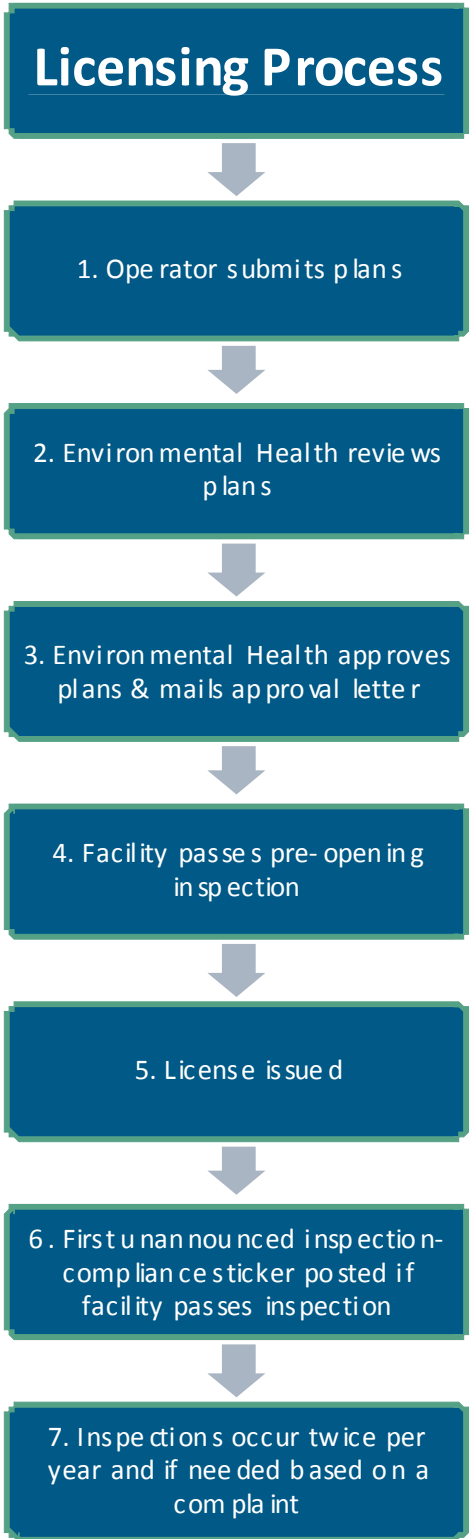 Licensing Process
1. Operator submits plans
2. Environmental Health reviews
plans
3. Environmental Health approves
plans & mails approval letter
4. Facility passes pre-opening
inspection
5. License issued
6. First unannounced inspection-
compliance sticker posted if
facility passes inspection
7. Inspections occur twice per
year and if needed based on a
complaint